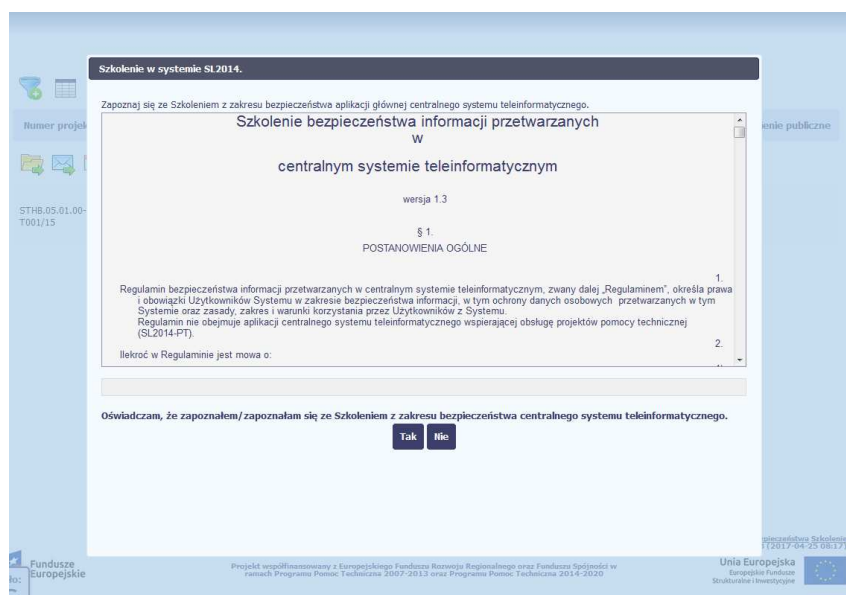 Szkolenie w systemie SL2014.
Zapoznaj się ze Szkoleniem z zakresu bezpieczeństwa aplikacji głównej centralnego systemu teleinformatycznego.
Szkolenie bezpieczeństwa informacji przetwarzanych
w
centralnym systemie teleinformatycznym
wersja 1.3
§ 1.
POSTANOWIENIA OGÓLNE
1.
Regulamin bezpieczeństwa informacji przetwarzanych w centralnym systemie teleinformatycznym, zwany dalej „Regulaminem”, określa prawa
i obowiązki Użytkowników Systemu w zakresie bezpieczeństwa informacji, w tym ochrony danych osobowych przetwarzanych w tym
Systemie oraz zasady, zakres i warunki korzystania przez Użytkowników z Systemu.
Regulamin nie obejmuje aplikacji centralnego systemu teleinformatycznego wspierającej obsługę projektów pomocy technicznej
(SL2014-PT).
2.
Ilekroć w Regulaminie jest mowa o:
Oświadczam, że zapoznałem/zapoznałam się ze Szkoleniem z zakresu bezpieczeństwa centralnego systemu teleinformatycznego.
Tak Nie
Numer projek
enie publiczne
STHB.05.01.00-
T001/15
pieczeństwa Szkolenie
(2017-04-25 08:17)
Fundusze
Europejskie
Projekt współfinansowany z Europejskiego Funduszu Rozwoju Regionalnego oraz Funduszu Spójności w
ramach Programu Pomoc Techniczna 2007-2013 oraz Programu Pomoc Techniczna 2014-2020
Unia Europejska
Europejskie Fundusze
Strukturalne i Inwestycyjne